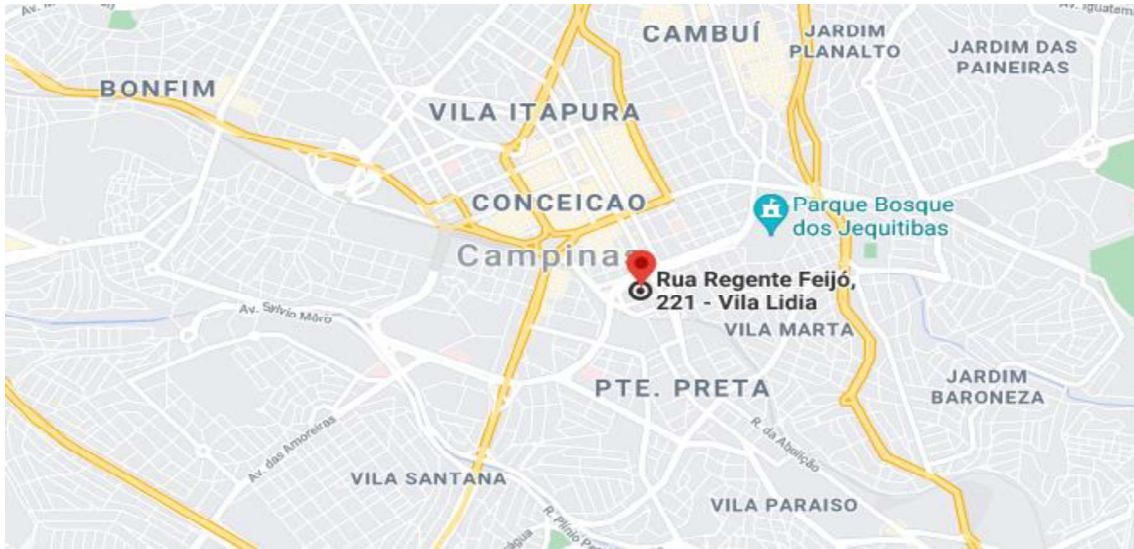 CAMBUÍ
JARDIM
PLANALTO
JARDIM DAS
PAINEIRAS
BONFIM
VILA ITAPURA
CONCEICAO
Parque Bosque
dos Jequitibas
Campinas
Rua Regente Feijó,
221 - Vila Lidia
Av. Sylvio Moro
VILA MARTA
PTE. PRETA
JARDIM
BARONEZA
Av. das Amoreiras
R. da Abolição
VILA SANTANA
VILA PARAISO
R. Plínio